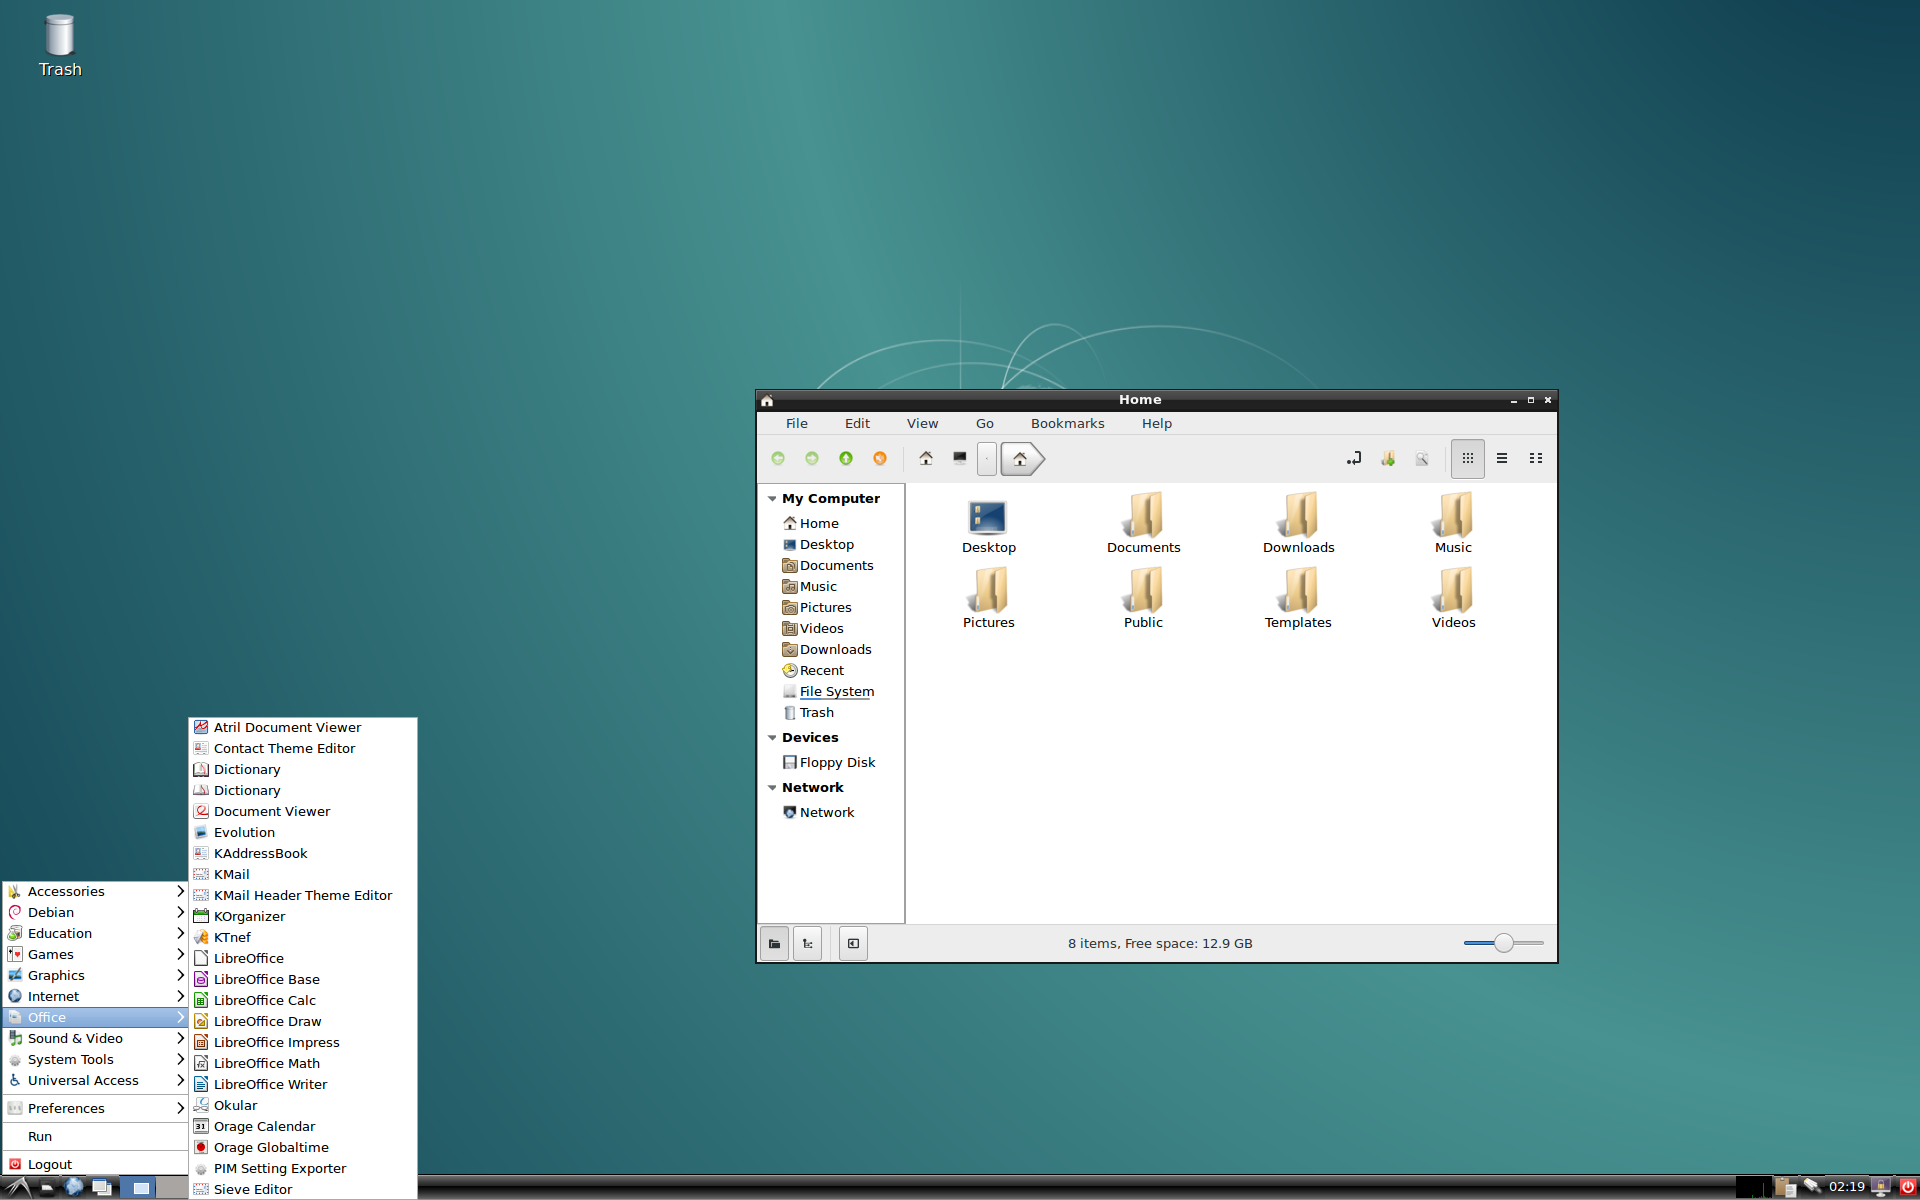 Trash
Home
File Edit View Go Bookmarks Help
My Computer
Home
Desktop
Documents
Music
Pictures
Videos
Downloads
Recent
File System
Trash
Devices
Floppy Disk
Network
Network
Desktop Documents Downloads Music
Pictures Public Templates Videos
8 items, Free space: 12.9 GB
Accessories
Debian
Education
Games
Graphics
Internet
Office
Sound & Video
System Tools
Universal Access
Preferences
Run
Logout
Atril Document Viewer
Contact Theme Editor
Dictionary
Dictionary
Document Viewer
Evolution
KAddressBook
KMail
KMail Header Theme Editor
KOrganizer
KTnef
LibreOffice
LibreOffice Base
LibreOffice Calc
LibreOffice Draw
LibreOffice Impress
LibreOffice Math
LibreOffice Writer
Okular
Orage Calendar
Orage Globaltime
PIM Setting Exporter
Sieve Editor
02:19